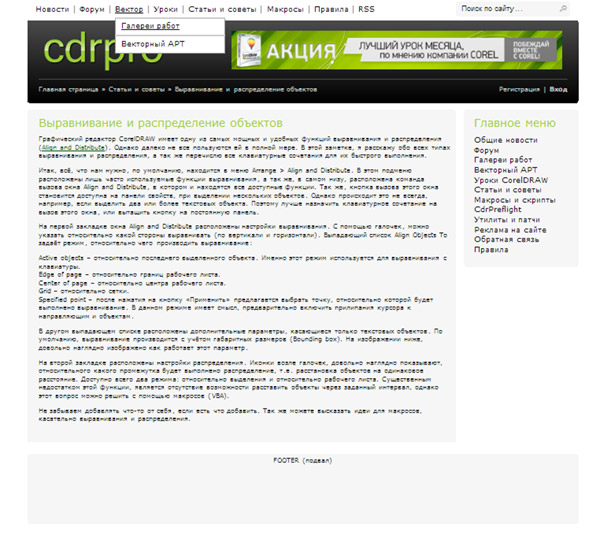 Новости | Форум | Вектор | Уроки | Статьи и советы | Макросы | Правила | RSS
Поиск по сайту...
Галереи работ
Векторный АРТ
cdrpro
АКЦИЯ
ЛУЧШИЙ УРОК МЕСЯЦА,
по мнению компании COREL
ПОБЕЖДАЙ
ВМЕСТЕ
С COREL!
Главная страница » Статьи и советы » Выравнивание и распределение объектов
Регистрация | Вход
Выравнивание и распределение объектов
Графический редактор CorelDRAW имеет одну из самых мощных и удобных функций выравнивания и распределения
(Align and Distribute). Однако далеко не все пользуются ей в полной мере. В этой заметке, я расскажу обо всех типах
выравнивания и распределения, а так же перечислю все клавиатурные сочетания для их быстрого выполнения.
Итак, всё, что нам нужно, по умолчанию, находится в меню Arrange > Align and Distribute. В этом подменю
расположены лишь часто используемые функции выравнивания, а так же, в самом низу, расположена команда
вызова окна Align and Distribute, в котором и находятся все доступные функции. Так же, кнопка вызова этого окна
становится доступна на панели свойств, при выделении нескольких объектов. Однако происходит это не всегда,
например, если выделить два или более текстовых объекта. Поэтому лучше назначить клавиатурное сочетание на
вызов этого окна, или вытащить кнопку на постоянную панель.
На первой закладке окна Align and Distribute расположены настройки выравнивания. С помощью галочек, можно
указать относительно какой стороны выравнивать (по вертикали и горизонтали). Выпадающий список Align Objects To
задаёт режим, относительно чего производить выравнивание:
Active objects – относительно последнего выделенного объекта. Именно этот режим используется для выравнивания с
клавиатуры.
Edge of page – относительно границ рабочего листа.
Center of page – относительно центра рабочего листа.
Grid – относительно сетки.
Specified point – после нажатия на кнопку «Применить» предлагается выбрать точку, относительно которой будет
выполнено выравнивание. В данном режиме имеет смысл, предварительно включить прилипания курсора к
направляющим и объектам.
В другом выпадающем списке расположены дополнительные параметры, касающиеся только текстовых объектов. По
умолчанию, выравнивание производится с учётом габаритных размеров (Bounding box). На изображении ниже,
довольно наглядно изображено как работает этот параметр.
На второй закладке расположены настройки распределения. Иконки возле галочек, довольно наглядно показывают,
относительного какого промежутка будет выполнено распределение, т.е. расстановка объектов на одинаковое
расстояние. Доступно всего два режима: относительно выделения и относительно рабочего листа. Существенным
недостатком этой функции, является отсутствие возможности расставить объекты через заданный интервал, однако
этот вопрос можно решить с помощью макросов (VBA).
Не забываем добавлять что-то от себя, если есть что добавить. Так же можете высказать идеи для макросов,
касательно выравнивания и распределения.
Главное меню
Общие новости
Форум
Галереи работ
Векторный АРТ
Уроки CorelDRAW
Статьи и советы
Макросы и скрипты
CdrPreflight
Утилиты и патчи
Реклама на сайте
Обратная связь
Правила
FOOTER (подвал)